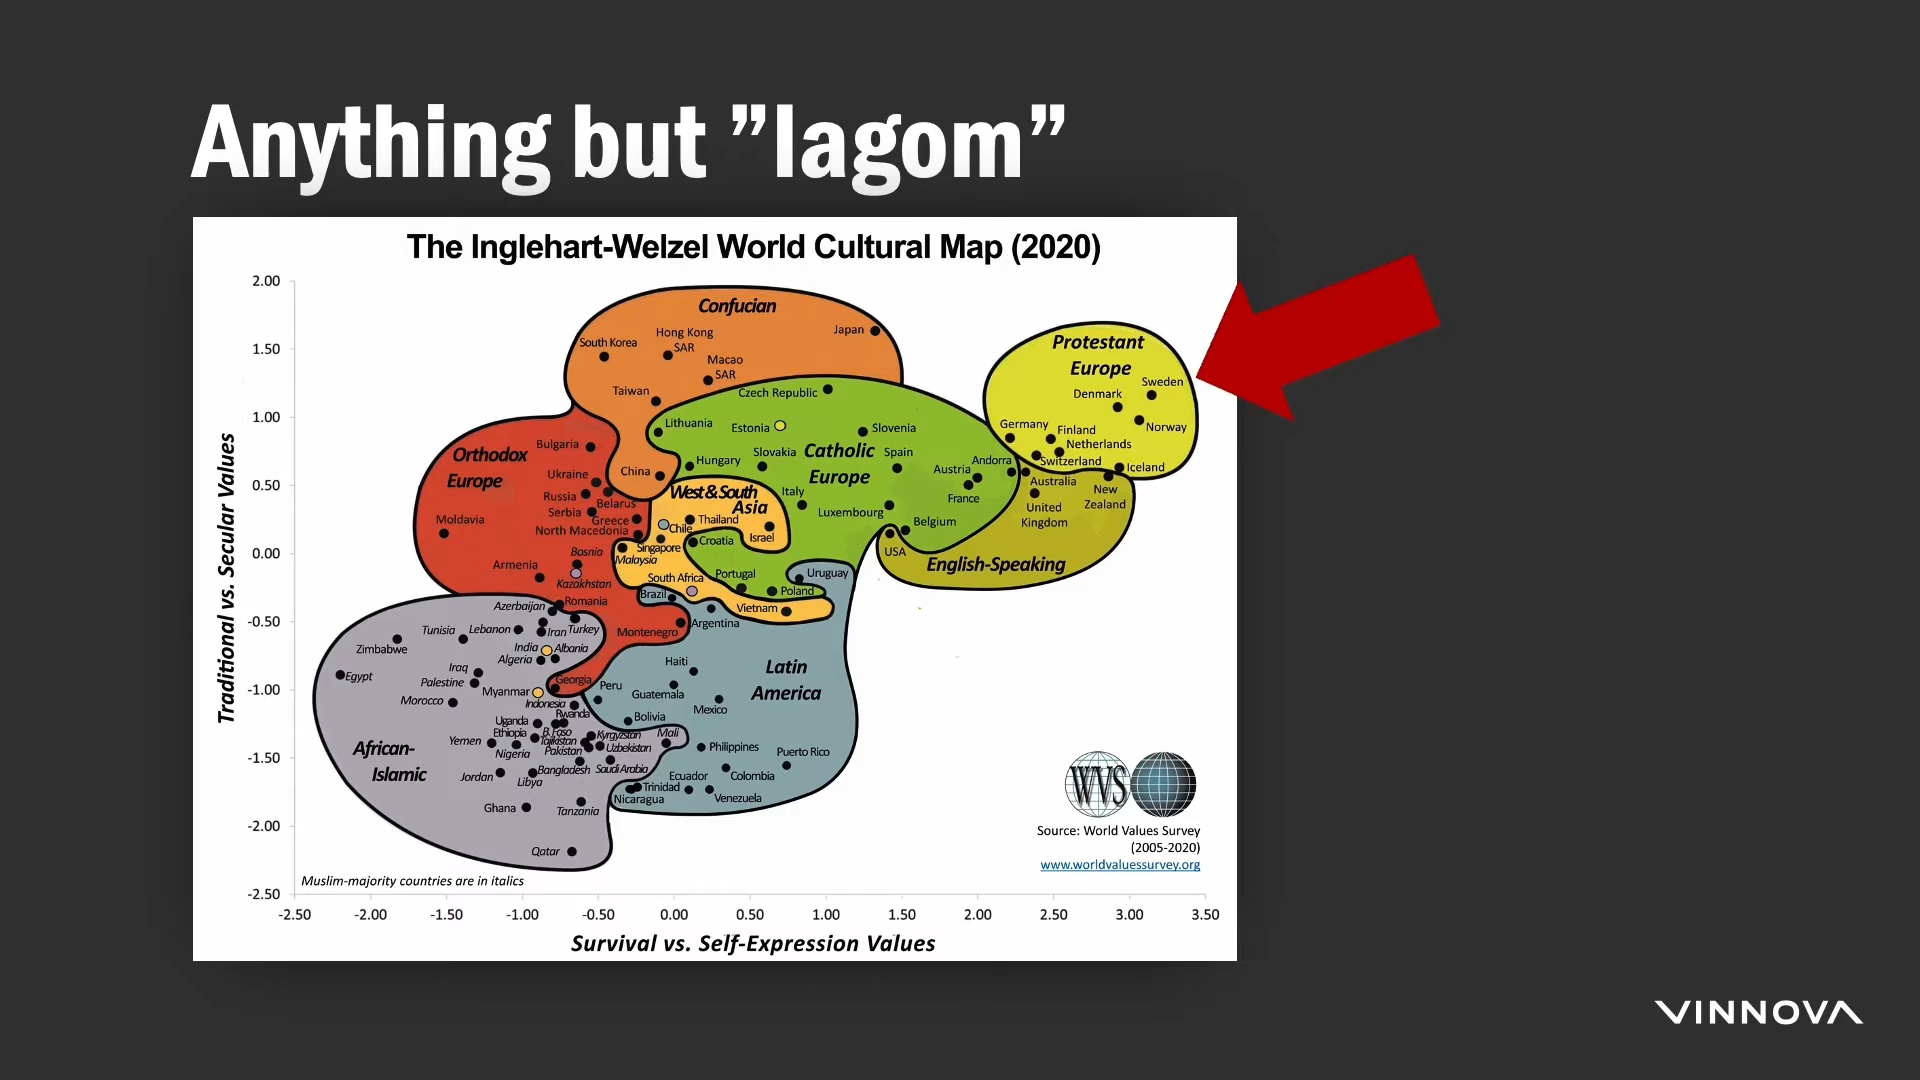 Anything but ”lagom”
The Inglehart-Welzel World Cultural Map (2020)
2.00
1.50
1.00
0.50
0.00
-0.50
-1.00
-1.50
-2.00
-2.50
Traditional vs. Secular Values
-2.50 -2.00 -1.50 -1.00 -0.50 0.00 0.50 1.00 1.50 2.00 2.50 3.00 3.50
Survival vs. Self-Expression Values
Confucian
Japan
Hong Kong
SAR
South Korea
Macao
SAR
Taiwan
China
Protestant
Europe
Sweden
Denmark
Norway
Germany
Finland
Netherlands
Switzerland
Iceland
Catholic
Europe
Czech Republic
Lithuania
Estonia
Slovenia
Hungary
Slovakia
Spain
Andorra
Austria
France
Italy
Luxembourg
Belgium
Croatia
Portugal
Poland
English-Speaking
Australia
New
Zealand
United
Kingdom
USA
Orthodox
Europe
Bulgaria
Ukraine
Russia
Belarus
Serbia
Greece
North Macedonia
Moldavia
Bosnia
Armenia
Kazakhstan
Romania
Montenegro
Georgia
West & South
Asia
Chile
Thailand
Israel
Singapore
Malaysia
South Africa
Vietnam
Latin
America
Uruguay
Brazil
Argentina
Haiti
Peru
Guatemala
Mexico
Bolivia
Philippines
Puerto Rico
Ecuador
Colombia
Trinidad
Nicaragua
Venezuela
African-
Islamic
Azerbaijan
Tunisia
Lebanon
Iran
Turkey
Zimbabwe
India
Albania
Algeria
Iraq
Egypt
Palestine
Myanmar
Morocco
Indonesia
Rwanda
Uganda
Ethiopia
B. Faso
Tajikistan
Kyrgyzstan
Mali
Yemen
Nigeria
Pakistan
Uzbekistan
Jordan
Libya
Bangladesh
Saudi Arabia
Ghana
Tanzania
Qatar
Muslim-majority countries are in italics
WVS
Source: World Values Survey
(2005-2020)
www.worldvaluessurvey.org
VINNOVA